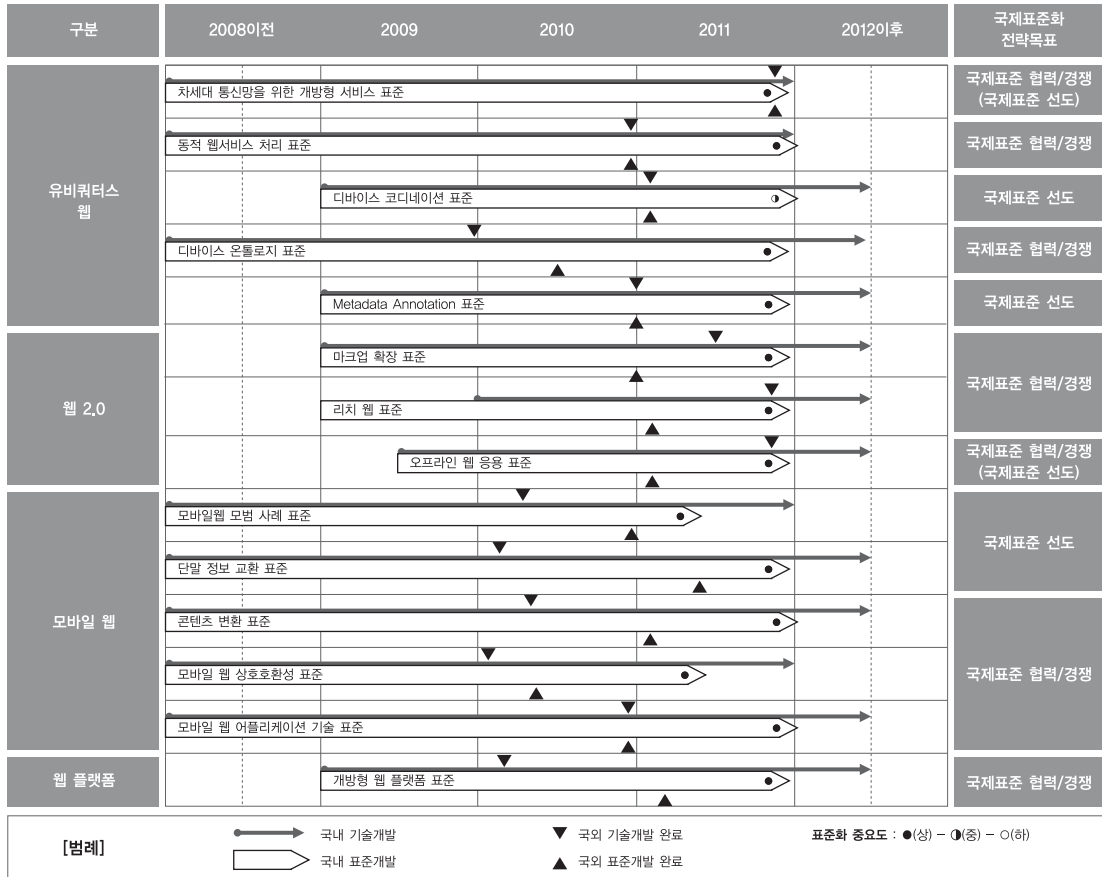 구분
2008이전
2009
2010
2011
2012이후
국제표준화
전략목표
유비쿼터스
웹
차세대 통신망을 위한 개방형 서비스 표준
국제표준 협력/경쟁
(국제표준 선도)
동적 웹서비스 처리 표준
국제표준 협력/경쟁
디바이스 코디네이션 표준
국제표준 선도
디바이스 온톨로지 표준
국제표준 협력/경쟁
Metadata Annotation 표준
국제표준 선도
웹 2.0
마크업 확장 표준
리치 웹 표준
국제표준 협력/경쟁
오프라인 웹 응용 표준
국제표준 협력/경쟁
(국제표준 선도)
모바일 웹
모바일웹 모범 사례 표준
단말 정보 교환 표준
국제표준 선도
콘텐츠 변환 표준
모바일 웹 상호호환성 표준
모바일 웹 어플리케이션 기술 표준
국제표준 협력/경쟁
웹 플랫폼
개방형 웹 플랫폼 표준
국제표준 협력/경쟁
[범례]
국내 기술개발
국내 표준개발
국외 기술개발 완료
국외 표준개발 완료
표준화 중요도 : ●(상) – ◑(중) – ○(하)